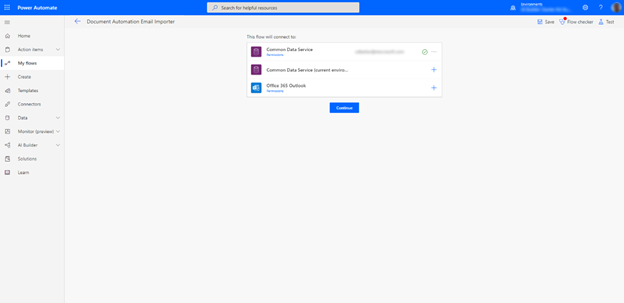 Power Automate
Search for helpful resources
Environments
Document Automation Email Importer
Save
Flow checker
Test
Home
Action items
My flows
Create
Templates
Connectors
Data
Monitor (preview)
AI Builder
Solutions
Learn
This flow will connect to:
Common Data Service
Permissions
Common Data Service (current enviro...
Office 365 Outlook
Permissions
Continue